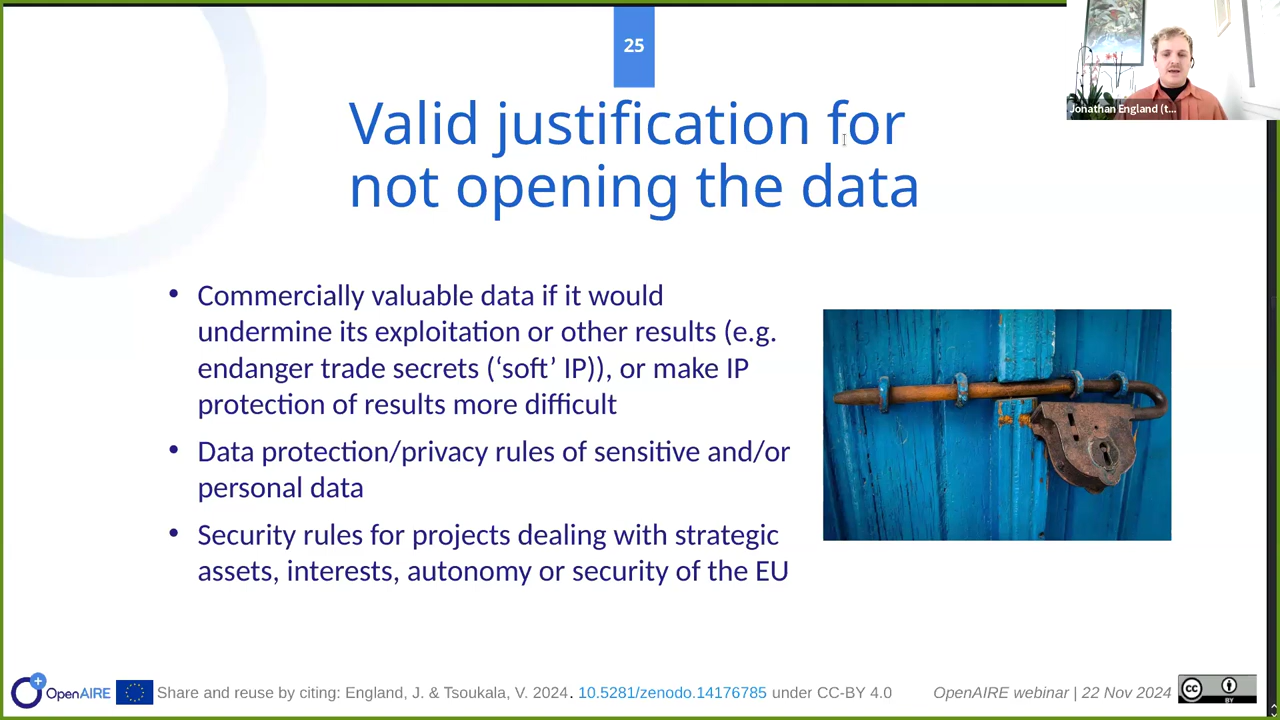 25
Jonathan England (t...
Valid justification for
not opening the data
• Commercially valuable data if it would
undermine its exploitation or other results (e.g.
endanger trade secrets (‘soft’ IP)), or make IP
protection of results more difficult
• Data protection/privacy rules of sensitive and/or
personal data
• Security rules for projects dealing with strategic
assets, interests, autonomy or security of the EU
OpenAIRE
Share and reuse by citing: England, J. & Tsoukala, V. 2024. 10.5281/zenodo.14176785 under CC-BY 4.0
OpenAIRE webinar | 22 Nov 2024
cc
BY